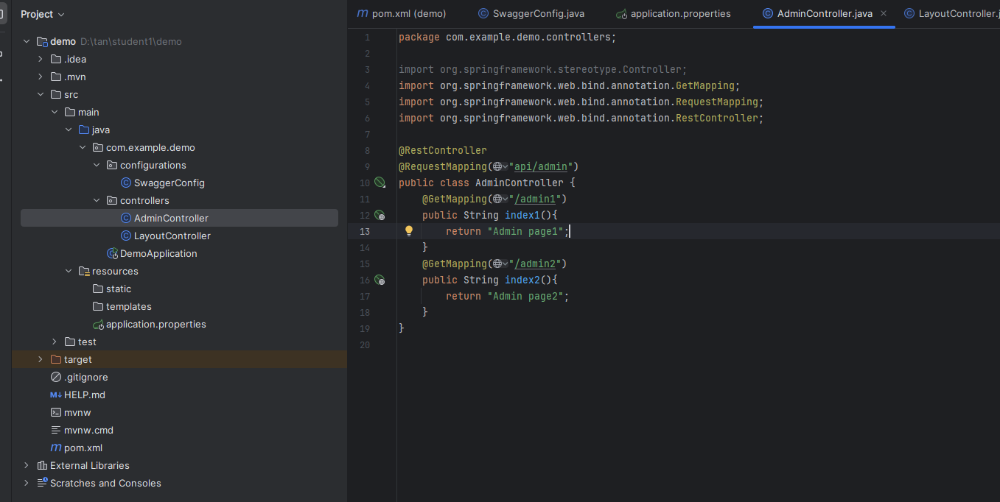 Project
demo D:\tan\student1\demo
.idea
.mvn
src
main
java
com.example.demo
configurations
SwaggerConfig
controllers
AdminController
LayoutController
DemoApplication
resources
static
templates
application.properties
test
target
.gitignore
HELP.md
mvnw
mvnw.cmd
pom.xml
External Libraries
Scratches and Consoles
pom.xml (demo) SwaggerConfig.java application.properties AdminController.java LayoutController.j
1 package com.example.demo.controllers;
2
3 import org.springframework.stereotype.Controller;
4 import org.springframework.web.bind.annotation.GetMapping;
5 import org.springframework.web.bind.annotation.RequestMapping;
6 import org.springframework.web.bind.annotation.RestController;
7
8 @RestController
9 @RequestMapping("api/admin")
10 public class AdminController {
11 @GetMapping("/admin1")
12 public String index1(){
13 return "Admin page1";
14 }
15 @GetMapping("/admin2")
16 public String index2(){
17 return "Admin page2";
18 }
19 }
20